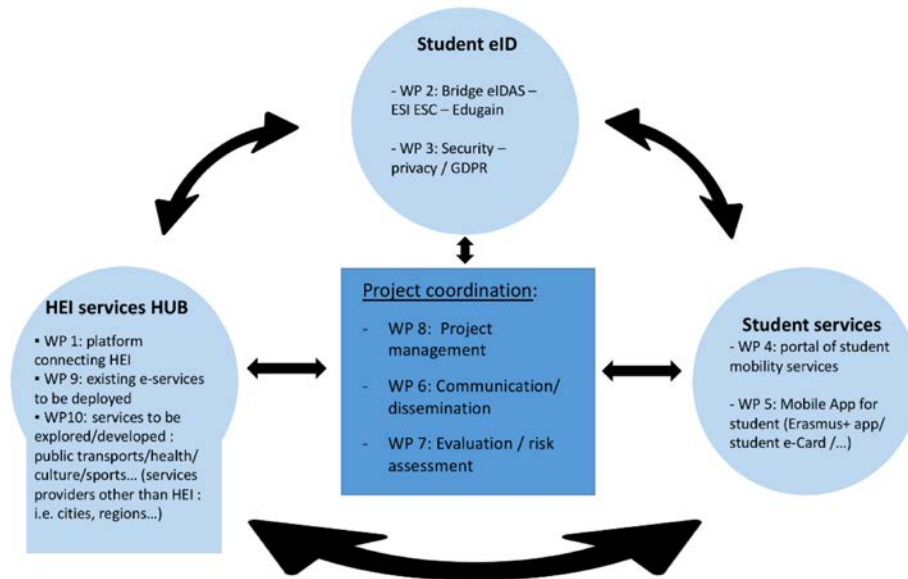 Student eID
- WP 2: Bridge eIDAS –
ESI ESC – Edugain
- WP 3: Security –
privacy / GDPR
HEI services HUB
• WP 1: platform
connecting HEI
• WP 9: existing e-services
to be deployed
• WP10: services to be
explored/developed :
public transports/health/
culture/sports... (services
providers other than HEI :
i.e. cities, regions...)
Project coordination:
- WP 8: Project
management
- WP 6: Communication/
dissemination
- WP 7: Evaluation / risk
assessment
Student services
- WP 4: portal of student
mobility services
- WP 5: Mobile App for
student (Erasmus+ app/
student e-Card /...)